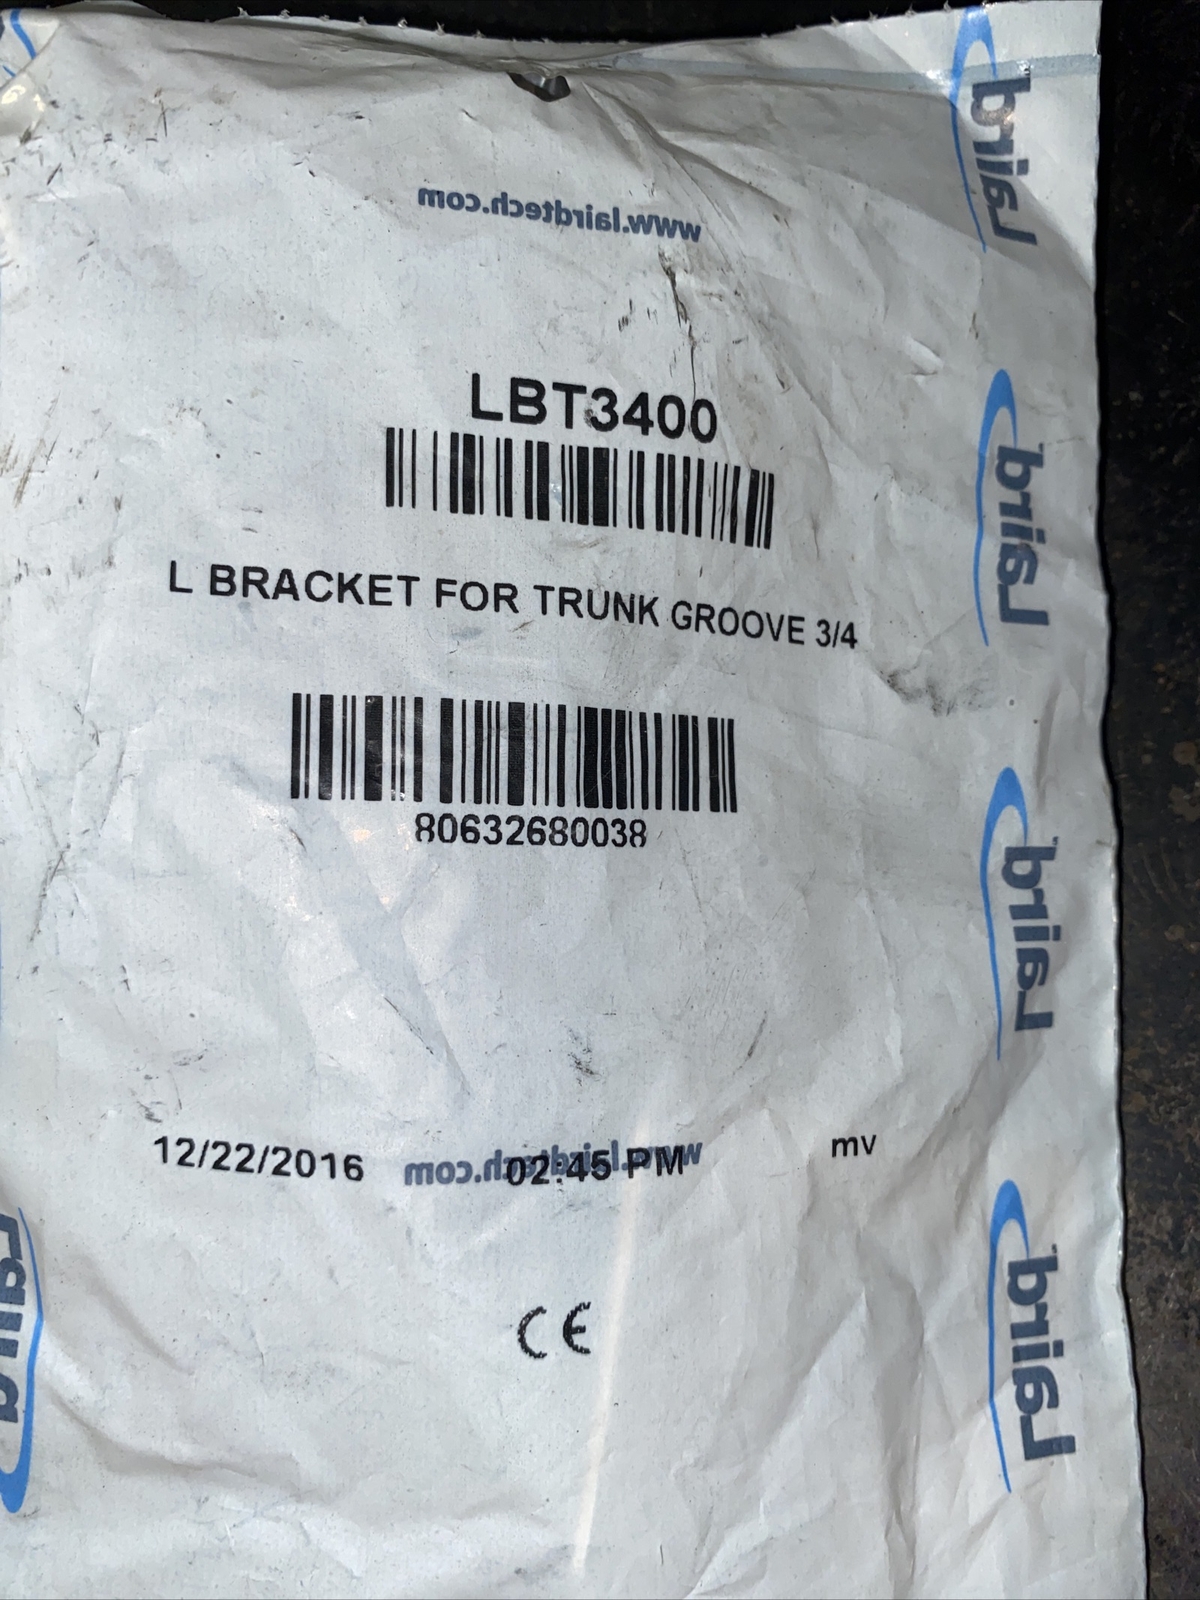 www.lairdtech.com
LBT3400
L BRACKET FOR TRUNK GROOVE 3/4
80632680038
12/22/2016 02:45 PM mv
www.lairdtech.com
CE
Laird
Laird
Laird
Laird
Laird